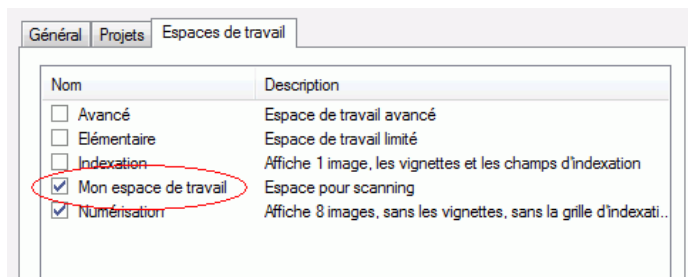 Général Projets Espaces de travail
Nom Description
Avancé Espace de travail avancé
Elémentaire Espace de travail limité
Indexation Affiche 1 image, les vignettes et les champs d'indexation
Mon espace de travail Espace pour scanning
Numérisation Affiche 8 images, sans les vignettes, sans la grille d'indexati...